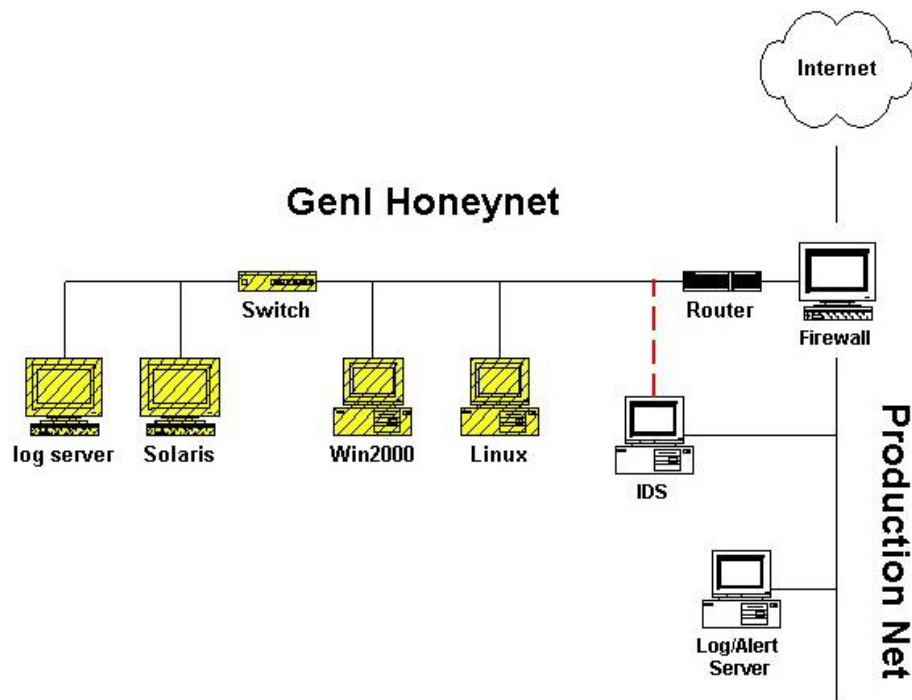 Internet
GenI Honeynet
Switch
Router
Firewall
log server
Solaris
Win2000
Linux
IDS
Production Net
Log/Alert
Server